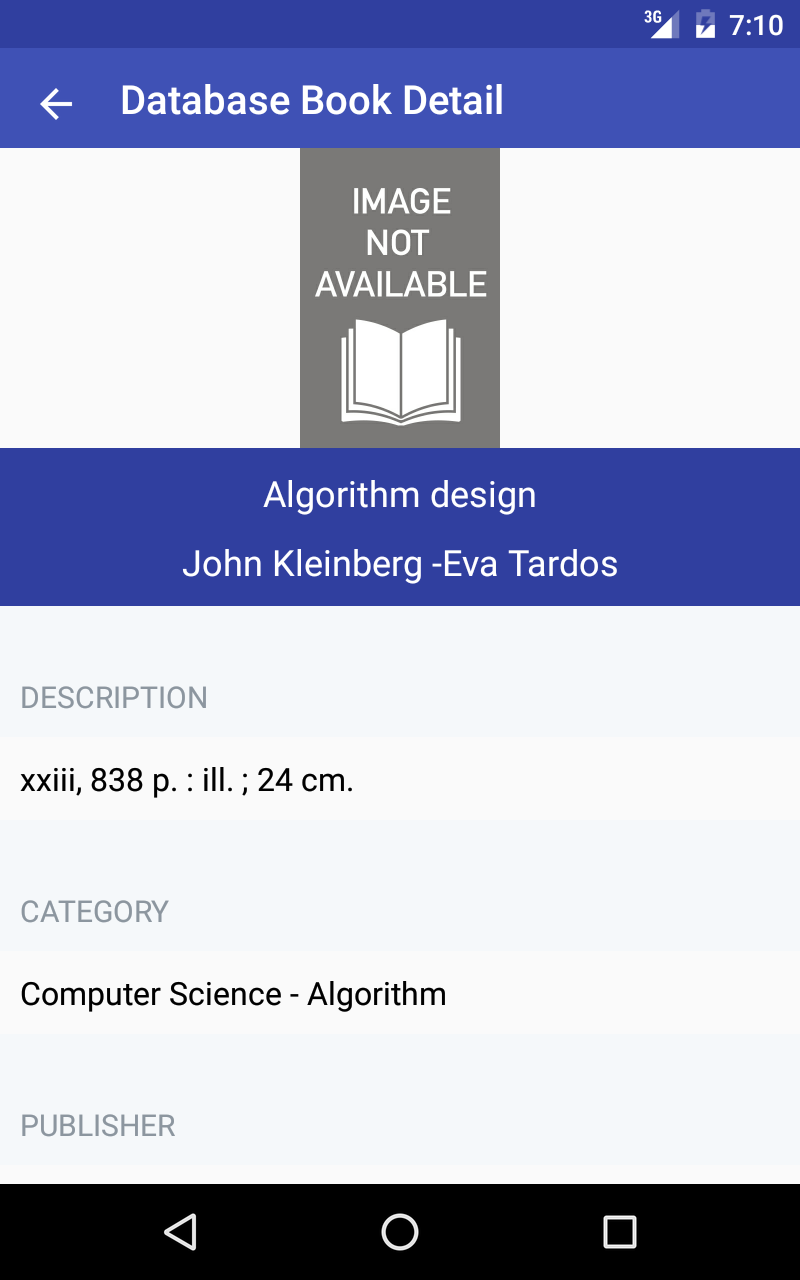 3G 7:10
Database Book Detail
IMAGE
NOT
AVAILABLE
Algorithm design
John Kleinberg -Eva Tardos
DESCRIPTION
xxiii, 838 p. : ill. ; 24 cm.
CATEGORY
Computer Science - Algorithm
PUBLISHER